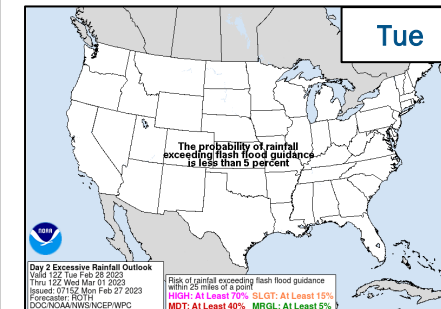 Tue
The probability of rainfall
exceeding flash flood guidance
is less than 5 percent
NOAA
Day 2 Excessive Rainfall Outlook
Valid 12Z Tue Feb 28 2023
Thru 12Z Wed Mar 01 2023
Issued: 0715Z Mon Feb 27 2023
Forecaster: ROTH
DOC/NOAA/NWS/NCEP/WPC
Risk of rainfall exceeding flash flood guidance
within 25 miles of a point
HIGH: At Least 70% SLGT: At Least 15%
MDT: At Least 40% MRGL: At Least 5%